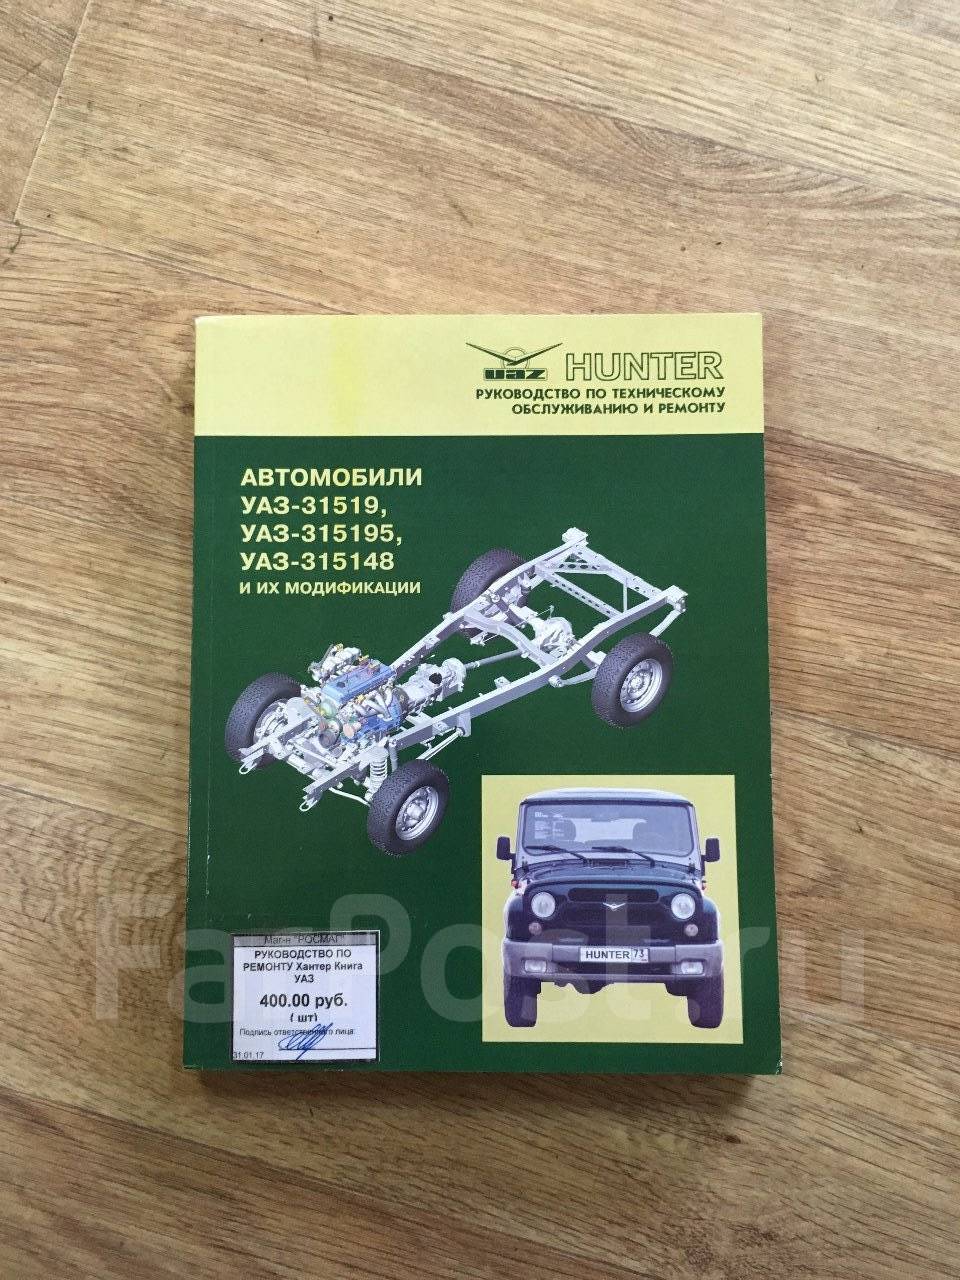 UAZ HUNTER
РУКОВОДСТВО ПО ТЕХНИЧЕСКОМУ
ОБСЛУЖИВАНИЮ И РЕМОНТУ
АВТОМОБИЛИ
УАЗ-31519,
УАЗ-315195,
УАЗ-315148
И ИХ МОДИФИКАЦИИ
HUNTER 73
Маг-н "РОСМАГ"
РУКОВОДСТВО ПО
РЕМОНТУ Хантер Книга
УАЗ
400.00 руб.
( шт)
Подпись ответственного лица:
31.01.17
FarPost.ru